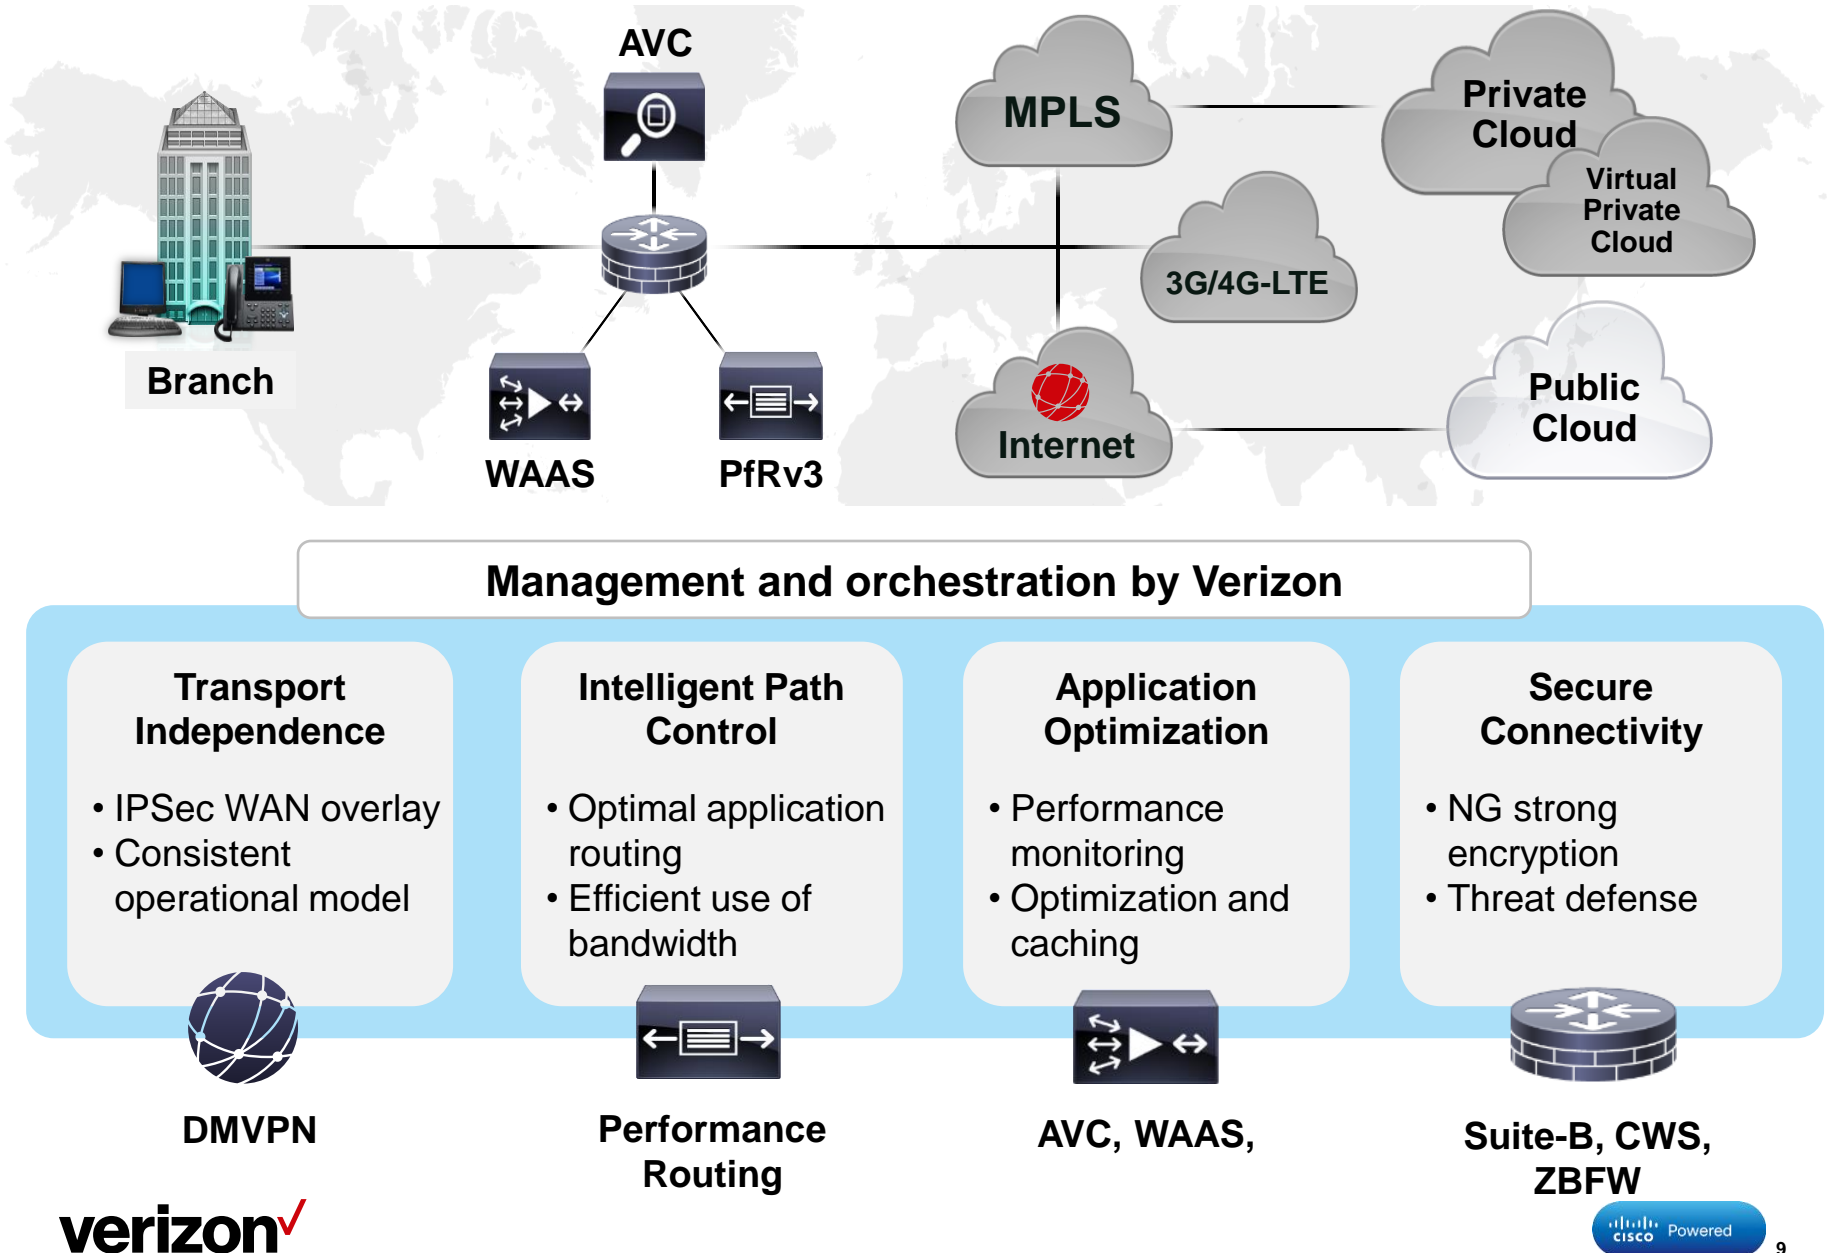 AVC
MPLS
Private
Cloud
Virtual
Private
Cloud
3G/4G-LTE
Branch
Internet
Public
Cloud
WAAS
PfRv3
Management and orchestration by Verizon
Transport
Independence
• IPSec WAN overlay
• Consistent
operational model
DMVPN
Intelligent Path
Control
• Optimal application
routing
• Efficient use of
bandwidth
Performance
Routing
Application
Optimization
• Performance
monitoring
• Optimization and
caching
AVC, WAAS,
Secure
Connectivity
• NG strong
encryption
• Threat defense
Suite-B, CWS,
ZBFW
verizon
CISCO Powered
9